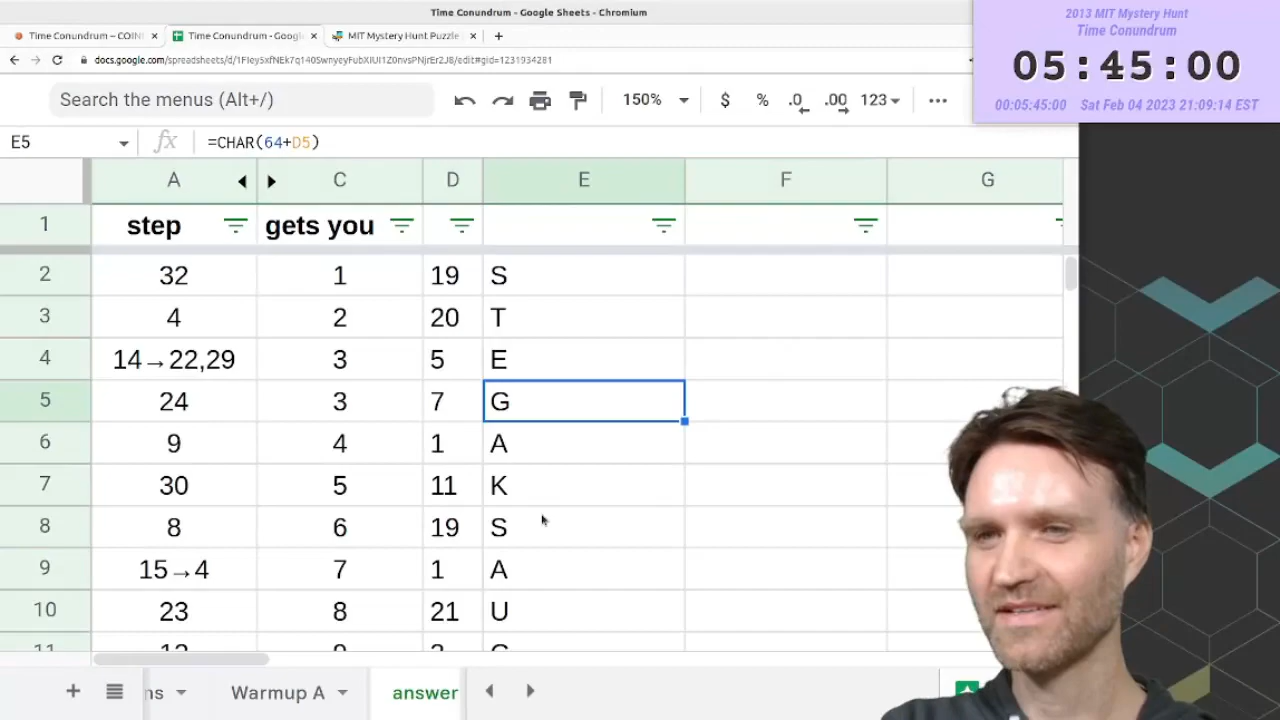 Time Conundrum - Google Sheets - Chromium
Time Conundrum – COIN
Time Conundrum - Googl
MIT Mystery Hunt Puzzle
2013 MIT Mystery Hunt
Time Conundrum
05:45:00
00:05:45:00 Sat Feb 04 2023 21:09:14 EST
Search the menus (Alt+/)
150%
$ % .0 .00 123
E5
=CHAR(64+D5)
A C D E F G
1 step gets you
2 32 1 19 S
3 4 2 20 T
4 14→22,29 3 5 E
5 24 3 7 G
6 9 4 1 A
7 30 5 11 K
8 8 6 19 S
9 15→4 7 1 A
10 23 8 21 U
ns Warmup A answer